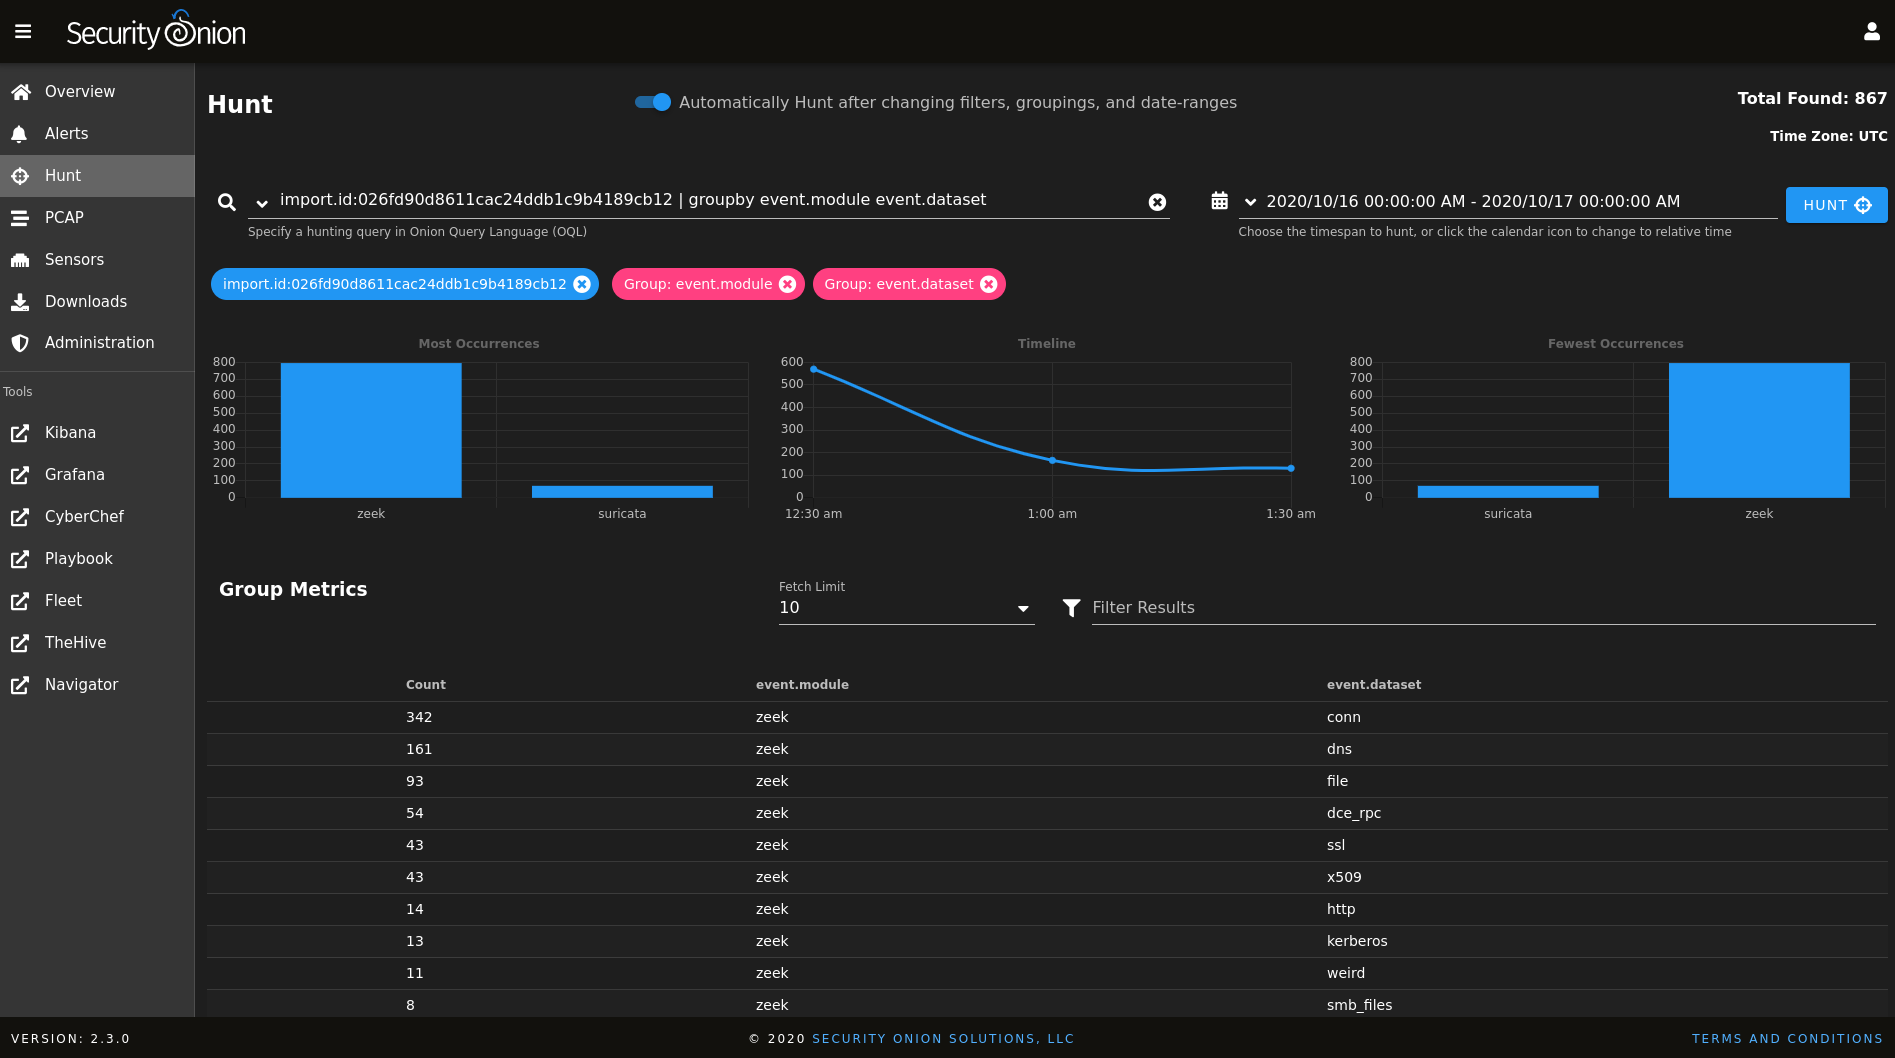 Security Onion
Overview
Alerts
Hunt
PCAP
Sensors
Downloads
Administration
Tools
Kibana
Grafana
CyberChef
Playbook
Fleet
TheHive
Navigator
Hunt
Automatically Hunt after changing filters, groupings, and date-ranges
Total Found: 867
Time Zone: UTC
import.id:026fd90d8611cac24ddb1c9b4189cb12 | groupby event.module event.dataset
Specify a hunting query in Onion Query Language (OQL)
2020/10/16 00:00:00 AM - 2020/10/17 00:00:00 AM
Choose the timespan to hunt, or click the calendar icon to change to relative time
HUNT
import.id:026fd90d8611cac24ddb1c9b4189cb12
Group: event.module
Group: event.dataset
Most Occurrences
800
700
600
500
400
300
200
100
0
zeek suricata
Timeline
600
500
400
300
200
100
0
12:30 am 1:00 am 1:30 am
Fewest Occurrences
800
700
600
500
400
300
200
100
0
suricata zeek
Group Metrics
Fetch Limit
10
Filter Results
Count event.module event.dataset
342 zeek conn
161 zeek dns
93 zeek file
54 zeek dce_rpc
43 zeek ssl
43 zeek x509
14 zeek http
13 zeek kerberos
11 zeek weird
8 zeek smb_files
VERSION: 2.3.0
© 2020 SECURITY ONION SOLUTIONS, LLC
TERMS AND CONDITIONS